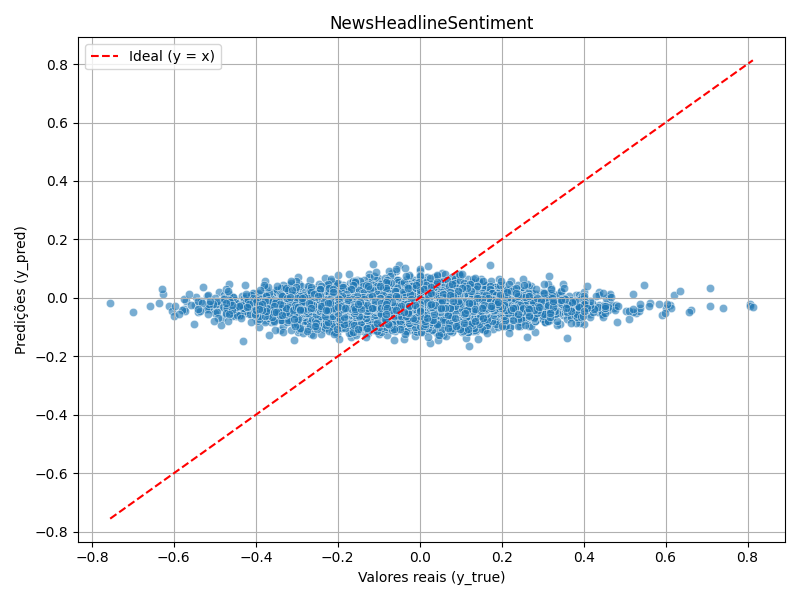 NewsHeadlineSentiment
Ideal (y = x)
0.8
0.6
0.4
0.2
0.0
−0.2
−0.4
−0.6
−0.8
Predições (y_pred)
−0.8 −0.6 −0.4 −0.2 0.0 0.2 0.4 0.6 0.8
Valores reais (y_true)